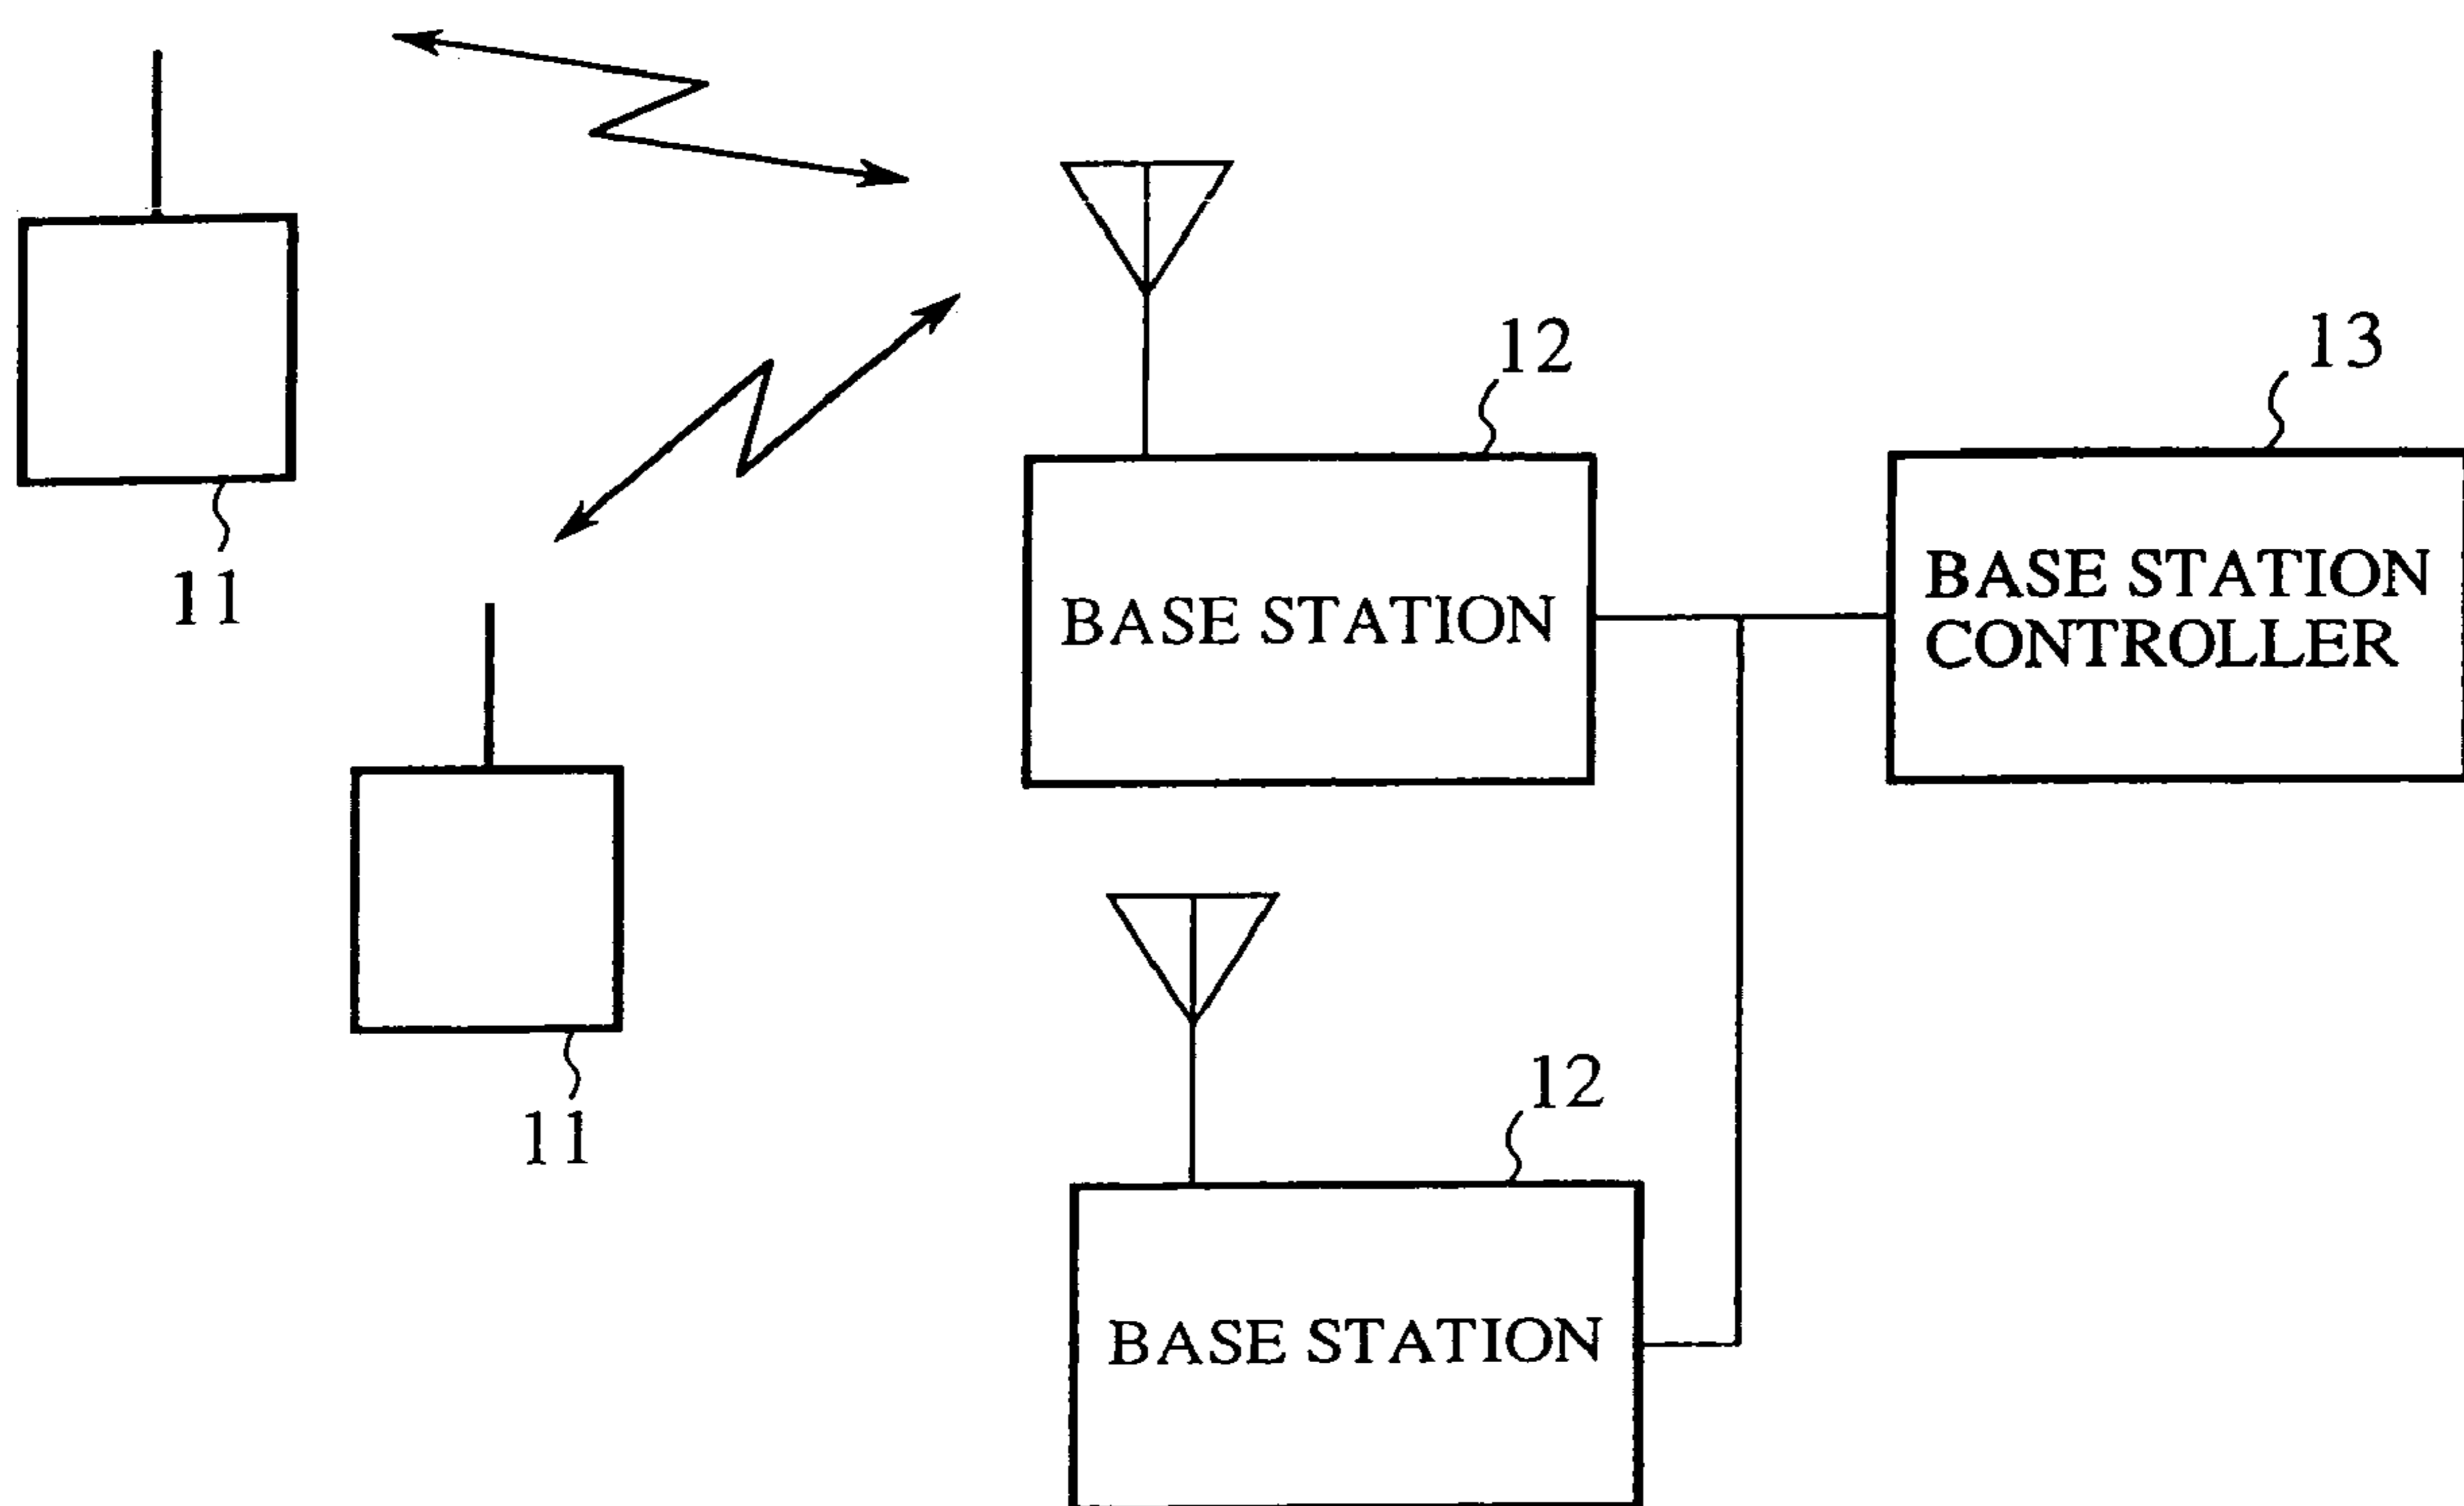 12
13
11
BASE STATION
BASE STATION
CONTROLLER
11
12
BASE STATION